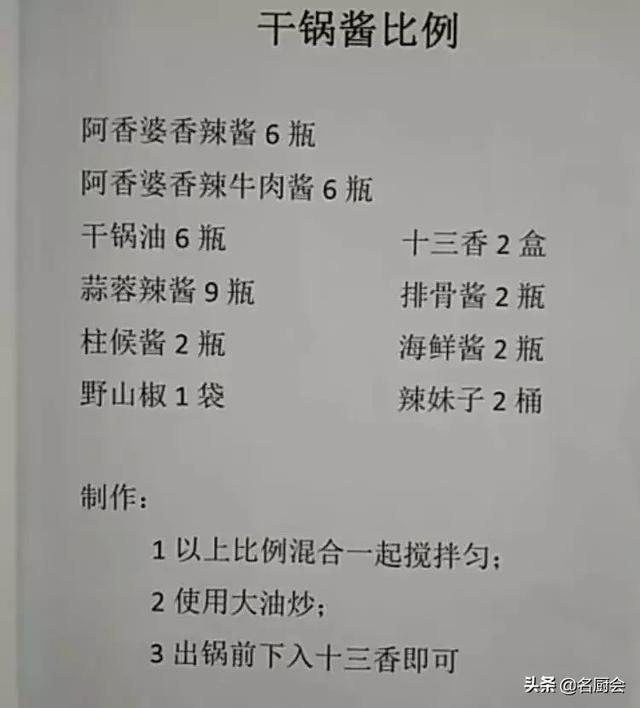 干锅酱比例
阿香婆香辣酱 6 瓶
阿香婆香辣牛肉酱 6 瓶
干锅油 6 瓶 十三香 2 盒
蒜蓉辣酱 9 瓶 排骨酱 2 瓶
柱候酱 2 瓶 海鲜酱 2 瓶
野山椒 1 袋 辣妹子 2 桶
制作：
1 以上比例混合一起搅拌匀；
2 使用大油炒；
3 出锅前下入十三香即可
头条 @名厨会